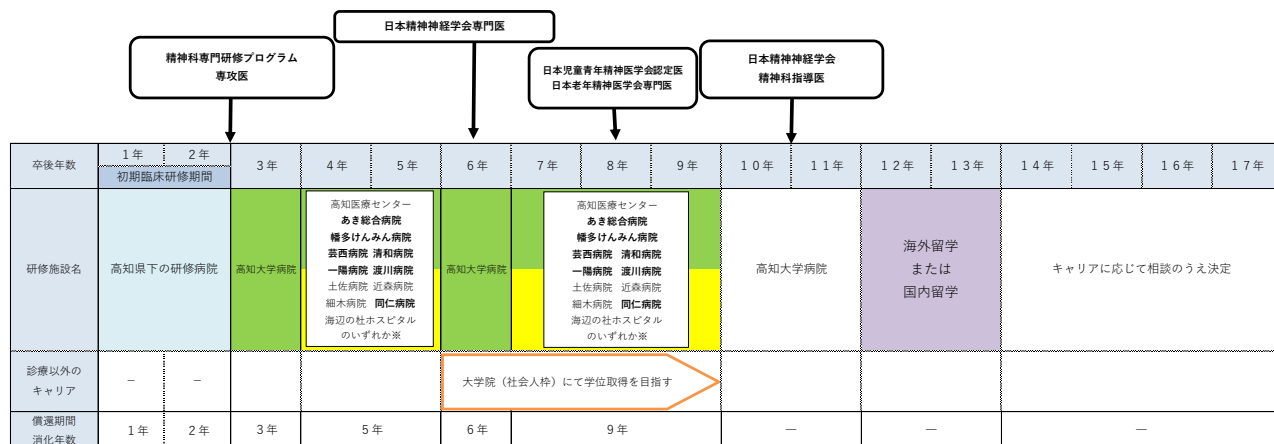 日本精神神経学会専門医
精神科専門研修プログラム
専攻医
日本児童青年精神医学会認定医
日本老年精神医学会専門医
日本精神神経学会
精神科指導医
卒後年数
1年
2年
初期臨床研修期間
3年
4年
5年
6年
7年
8年
9年
10年
11年
12年
13年
14年
15年
16年
17年
研修施設名
高知県下の研修病院
高知大学病院
高知医療センター
あき総合病院
幡多けんみん病院
芸西病院 清和病院
一陽病院 渡川病院
土佐病院 近森病院
細木病院 同仁病院
海辺の杜ホスピタル
のいずれか※
高知大学病院
高知医療センター
あき総合病院
幡多けんみん病院
芸西病院 清和病院
一陽病院 渡川病院
土佐病院 近森病院
細木病院 同仁病院
海辺の杜ホスピタル
のいずれか※
高知大学病院
海外留学
または
国内留学
キャリアに応じて相談のうえ決定
診療以外の
キャリア
–
–
大学院（社会人枠）にて学位取得を目指す
償還期間
消化年数
1年
2年
3年
5年
6年
9年
―
―
―